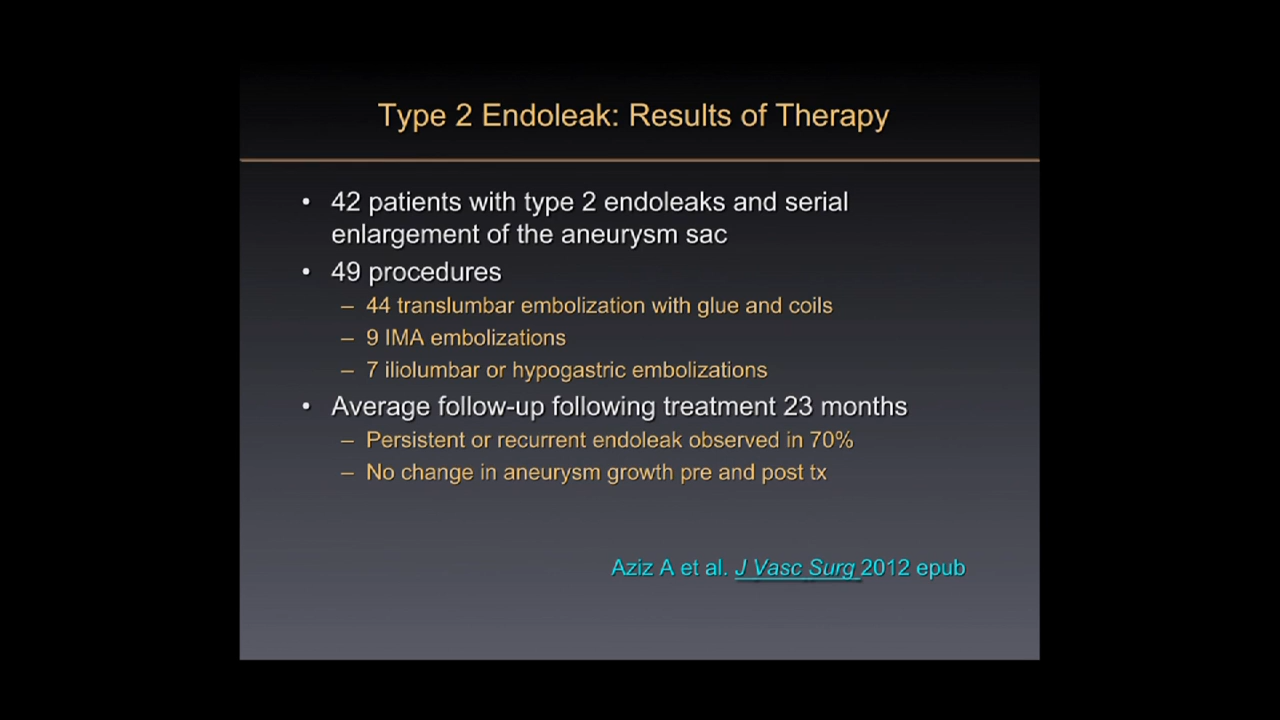 Type 2 Endoleak: Results of Therapy
• 42 patients with type 2 endoleaks and serial
enlargement of the aneurysm sac
• 49 procedures
– 44 translumbar embolization with glue and coils
– 9 IMA embolizations
– 7 iliolumbar or hypogastric embolizations
• Average follow-up following treatment 23 months
– Persistent or recurrent endoleak observed in 70%
– No change in aneurysm growth pre and post tx
Aziz A et al. J Vasc Surg 2012 epub